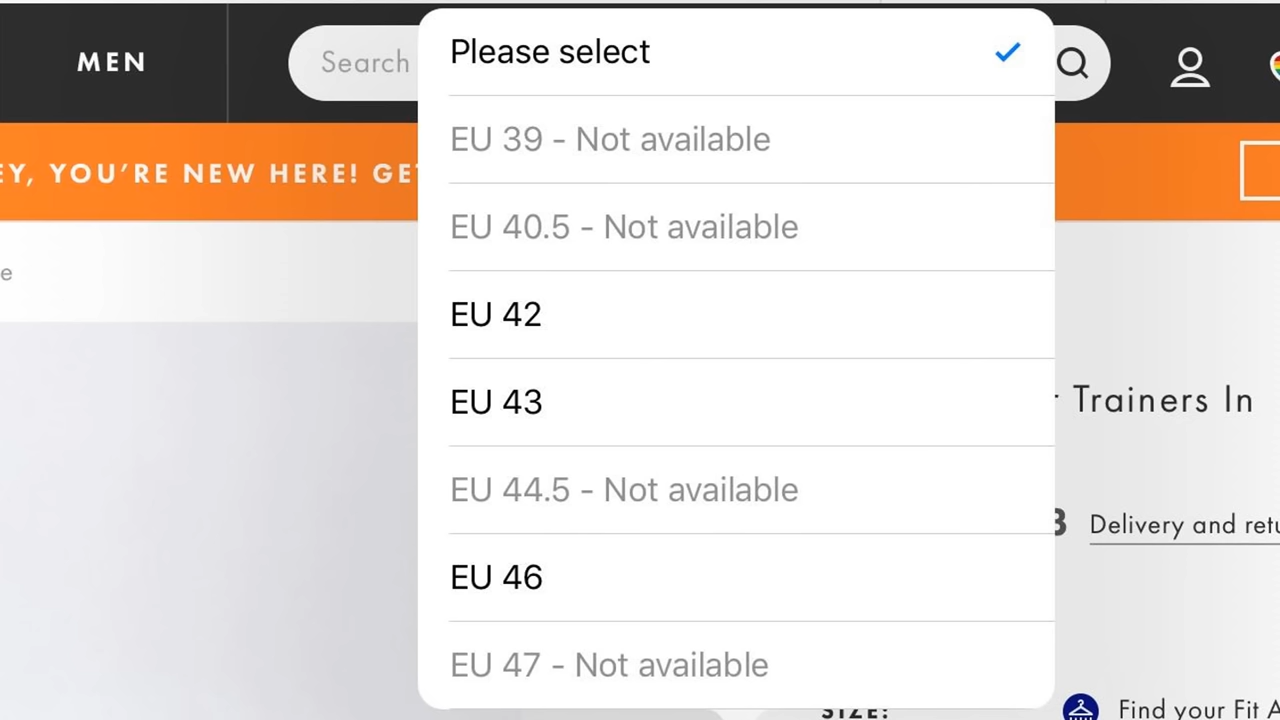 MEN
Search
Please select
EU 39 - Not available
EY, YOU'RE NEW HERE! GET
EU 40.5 - Not available
e
EU 42
EU 43
Trainers In
EU 44.5 - Not available
Delivery and retu
EU 46
EU 47 - Not available
SIZE:
Find your Fit A